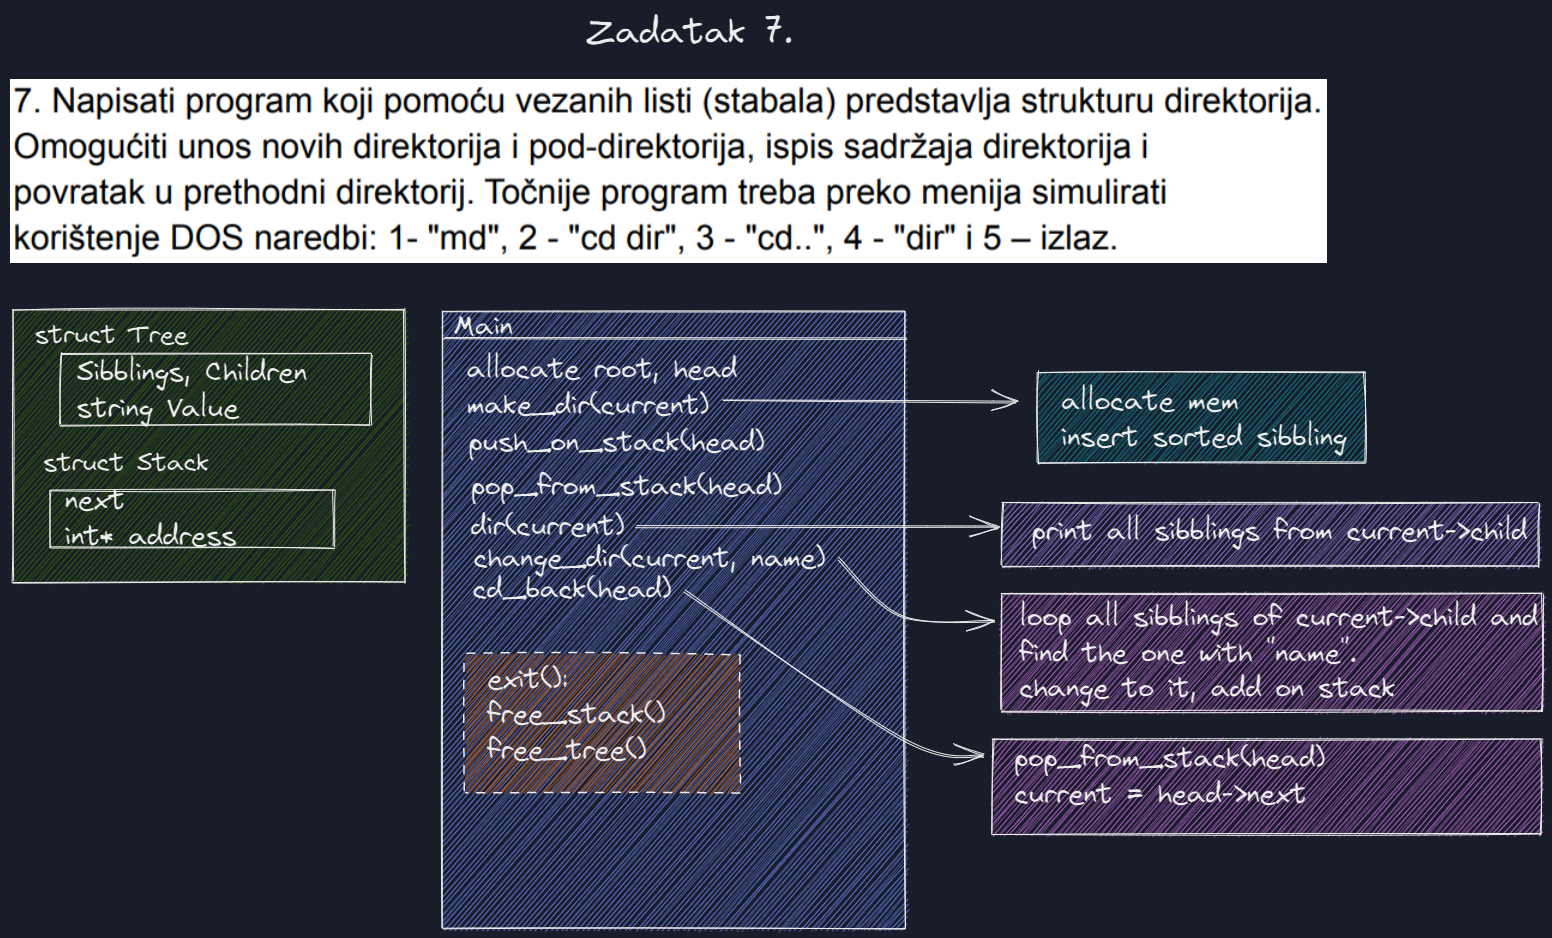 Zadatak 7.
7. Napisati program koji pomoću vezanih listi (stabala) predstavlja strukturu direktorija.
Omogućiti unos novih direktorija i pod-direktorija, ispis sadržaja direktorija i
povratak u prethodni direktorij. Točnije program treba preko menija simulirati
korištenje DOS naredbi: 1- "md", 2 - "cd dir", 3 - "cd..", 4 - "dir" i 5 – izlaz.
struct Tree
Sibblings, Children
string Value
struct Stack
next
int* address
Main
allocate root, head
make_dir(current)
push_on_stack(head)
pop_from_stack(head)
dir(current)
change_dir(current, name)
cd_back(head)
exit():
free_stack()
free_tree()
allocate mem
insert sorted sibbling
print all sibblings from current->child
loop all sibblings of current->child and
find the one with "name".
change to it, add on stack
pop_from_stack(head)
current = head->next